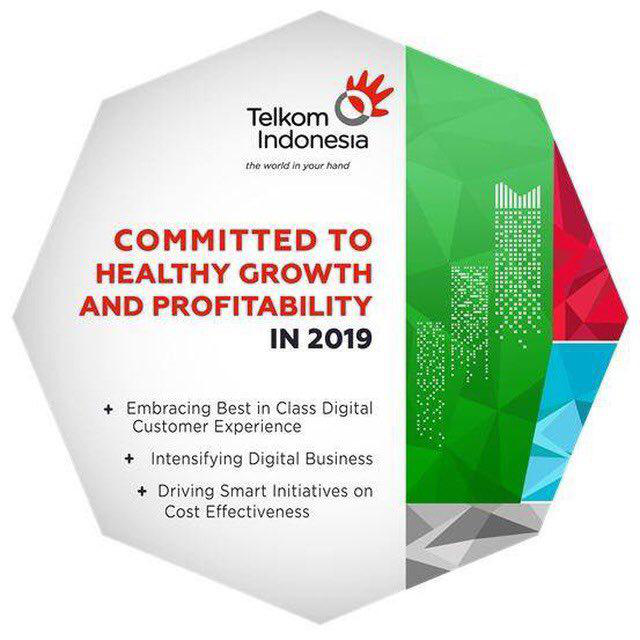 Telkom
Indonesia
the world in your hand
COMMITTED TO
HEALTHY GROWTH
AND PROFITABILITY
IN 2019
+ Embracing Best in Class Digital
Customer Experience
+ Intensifying Digital Business
+ Driving Smart Initiatives on
Cost Effectiveness